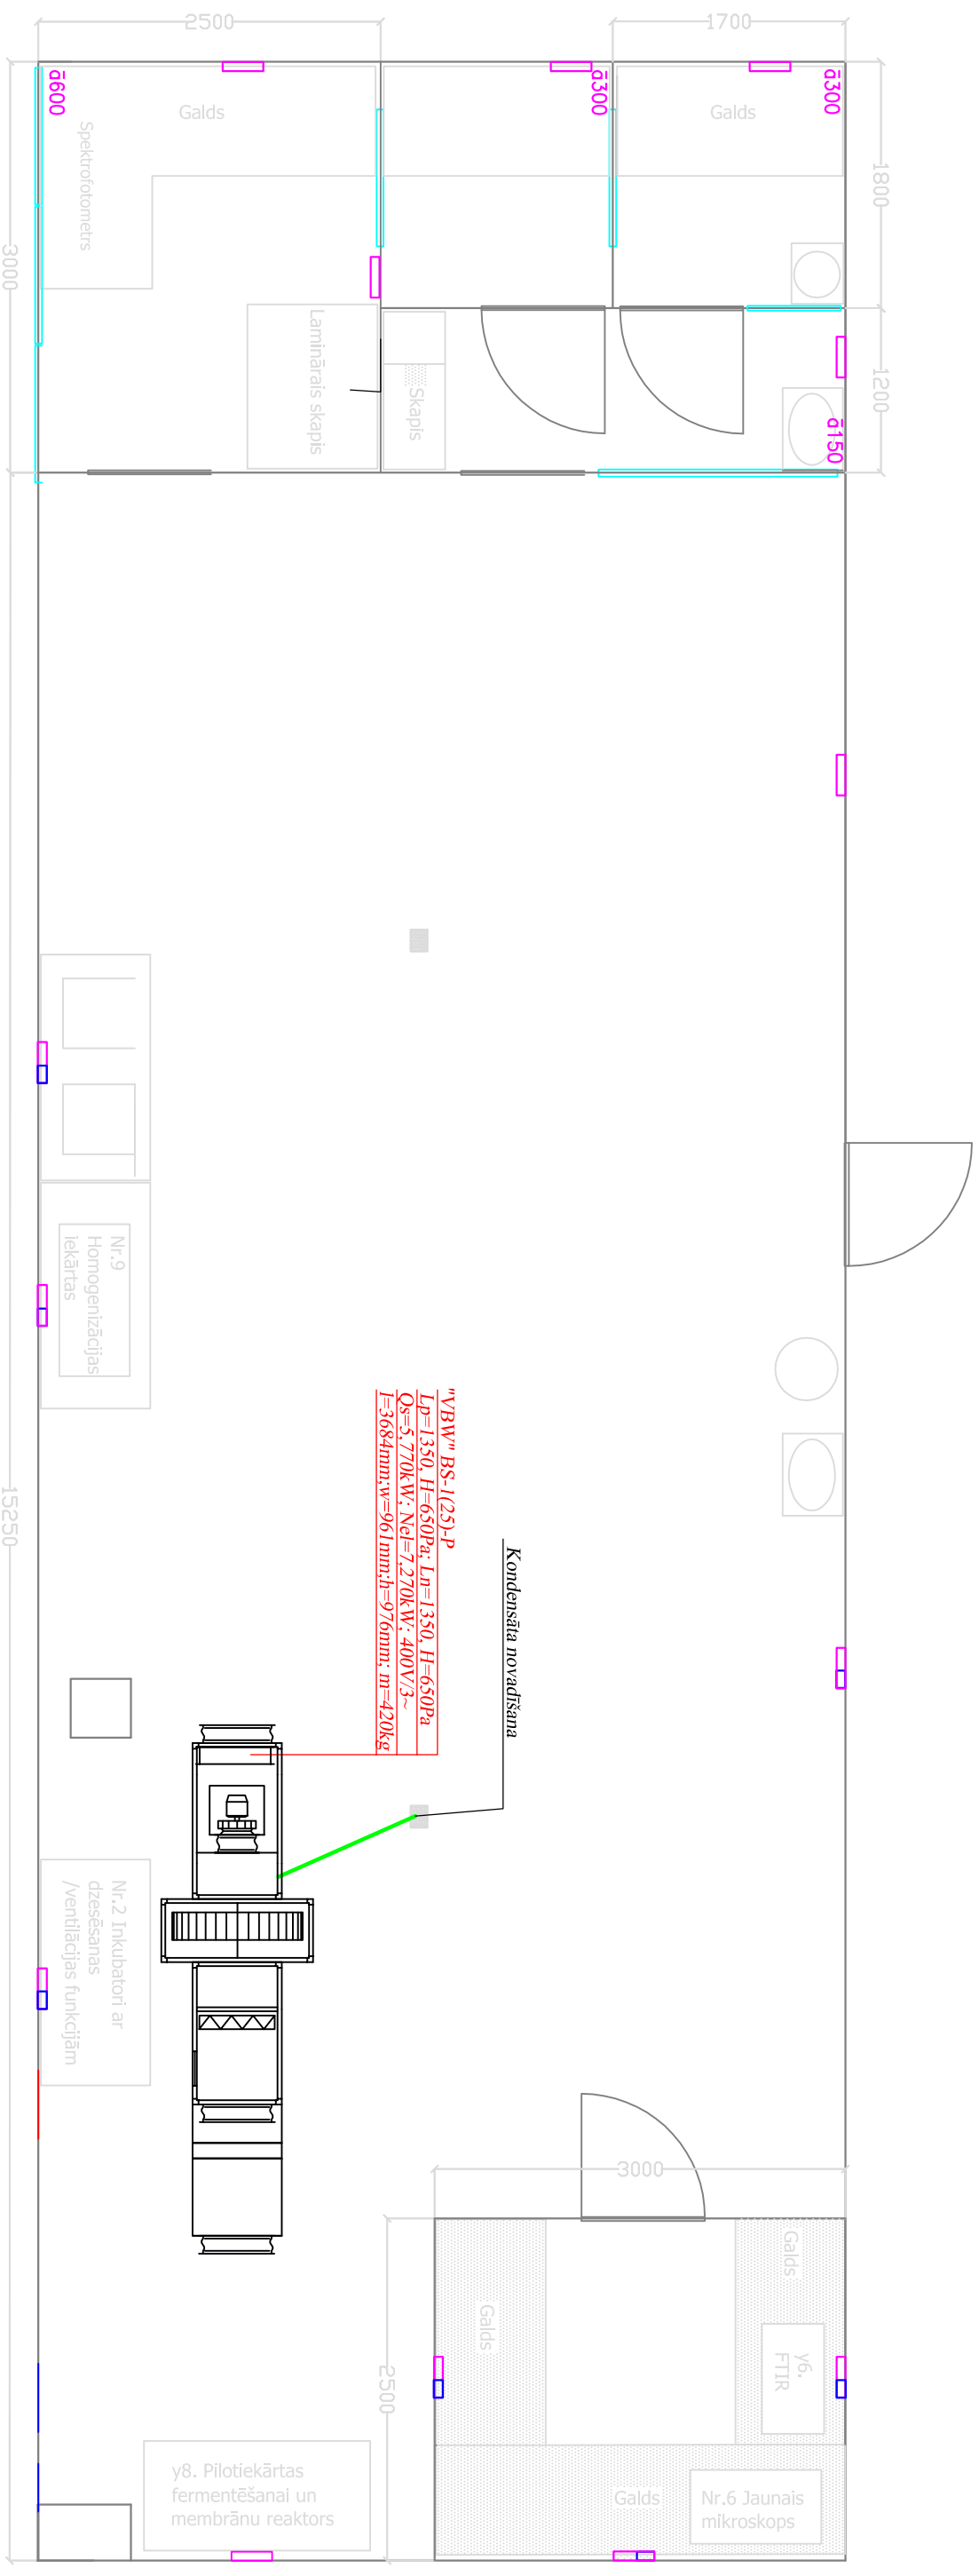 2500
1700
ā600
Galds
ā300
ā300
Galds
Spektrofotometrs
1800
3000
Laminārais skapis
Skapis
1200
ā150
Nr.9
Homogenizācijas
iekārtas
15250
"VBW" BS-1(25)-P
Lp=1350, H=650Pa; Ln=1350, H=650Pa
Qs=5,770kW; Nel=7,270kW; 400V/3~
l=3684mm;w=961mm;h=976mm; m=420kg
Kondensāta novadīšana
Nr.2 Inkubatori ar
dzesēsanas
/ventilācijas funkcijām
3000
Galds
Galds
y6.
FTIR
2500
y8. Pilotiekārtas
fermentēšanai un
membrānu reaktors
Galds
Nr.6 Jaunais
mikroskops